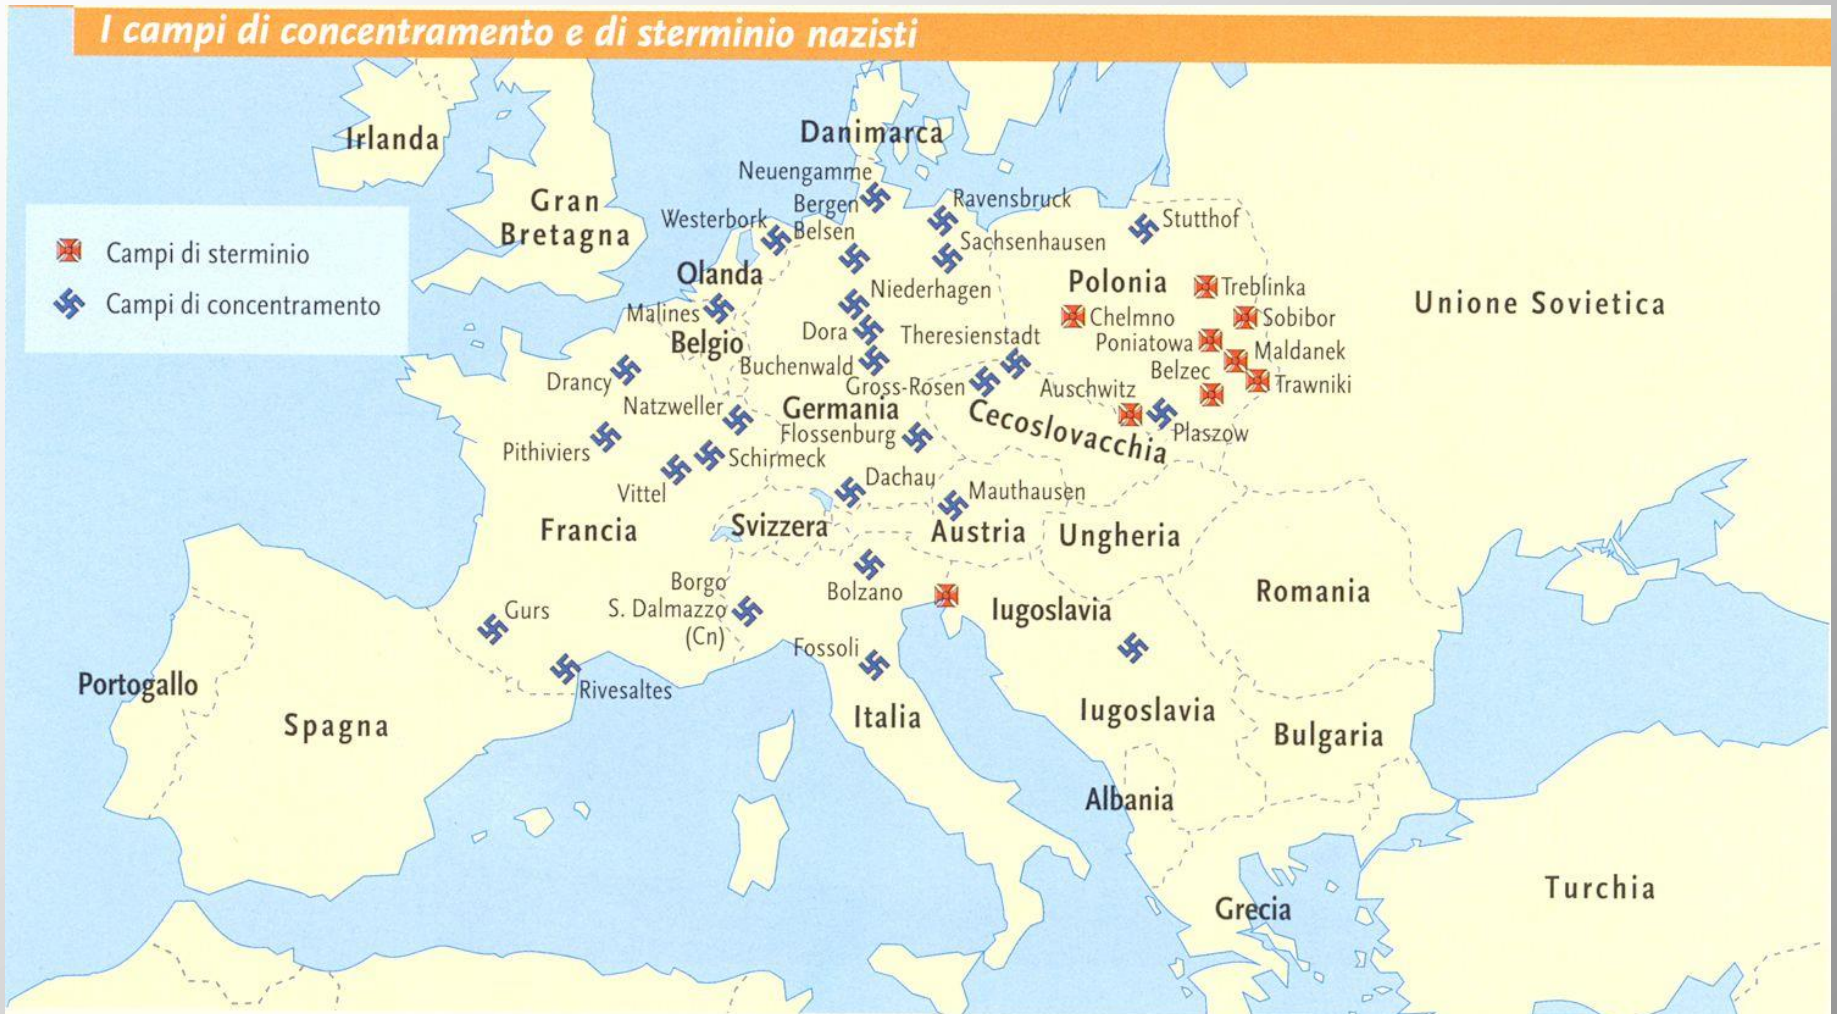 I campi di concentramento e di sterminio nazisti
Irlanda
Gran
Bretagna
Danimarca
Neuengamme
Bergen
Belsen
Westerbork
Ravensbruck
Sachsenhausen
Stutthof
Campi di sterminio
Campi di concentramento
Olanda
Malines
Belgio
Niederhagen
Dora
Theresienstadt
Buchenwald
Gross-Rosen
Polonia
Treblinka
Chelmno
Sobibor
Poniatowa
Maldanek
Belzec
Trawniki
Unione Sovietica
Auschwitz
Plaszow
Cecoslovacchia
Drancy
Natzweller
Germania
Flossenburg
Pithiviers
Schirmeck
Vittel
Dachau
Mauthausen
Francia
Svizzera
Austria
Ungheria
Romania
Borgo
S. Dalmazzo
(Cn)
Bolzano
Iugoslavia
Gurs
Fossoli
Rivesaltes
Portogallo
Spagna
Italia
Iugoslavia
Bulgaria
Albania
Grecia
Turchia